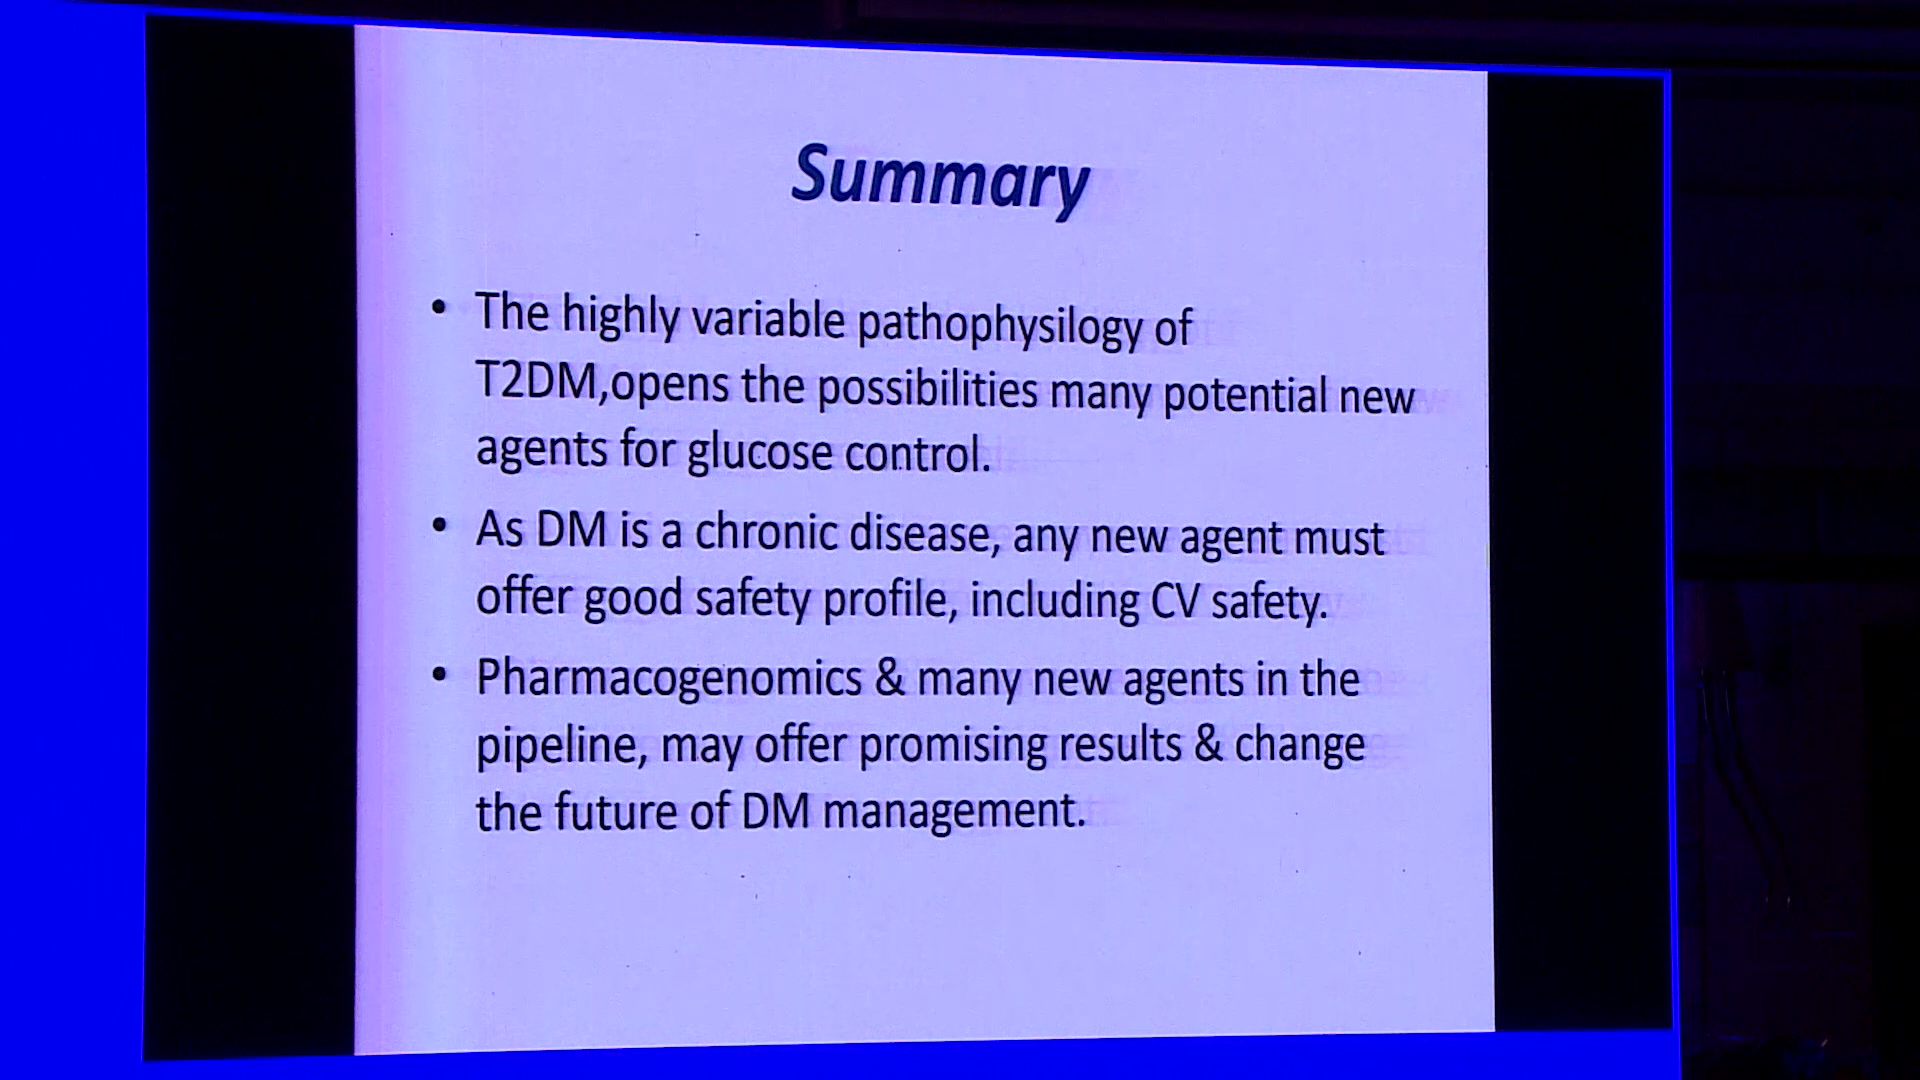 Summary
• The highly variable pathophysilogy of
T2DM,opens the possibilities many potential new
agents for glucose control.
• As DM is a chronic disease, any new agent must
offer good safety profile, including CV safety.
• Pharmacogenomics & many new agents in the
pipeline, may offer promising results & change
the future of DM management.